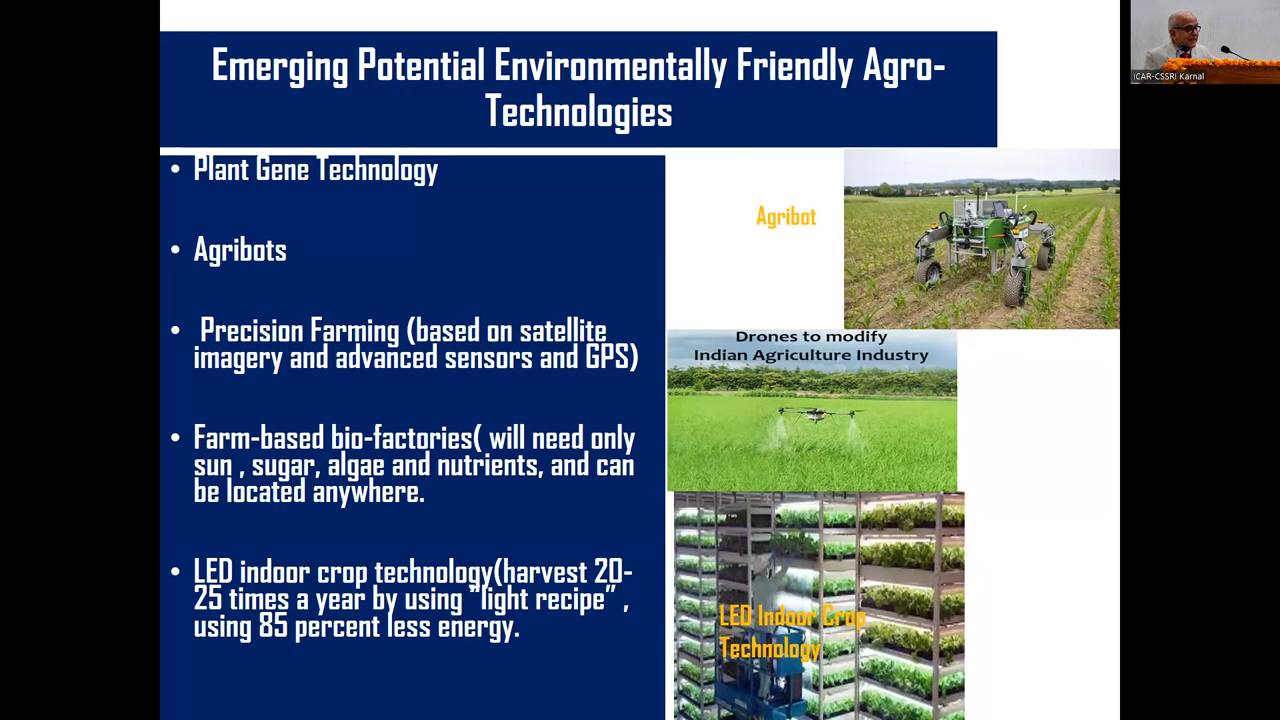 Emerging Potential Environmentally Friendly Agro-
Technologies
• Plant Gene Technology
• Agribots
• Precision Farming (based on satellite
imagery and advanced sensors and GPS)
• Farm-based bio-factories( will need only
sun , sugar, algae and nutrients, and can
be located anywhere.
• LED indoor crop technology(harvest 20-
25 times a year by using "light recipe" ,
using 85 percent less energy.
Agribot
Drones to modify
Indian Agriculture Industry
LED Indoor Crop
Technology
ICAR-CSSRI Karnal